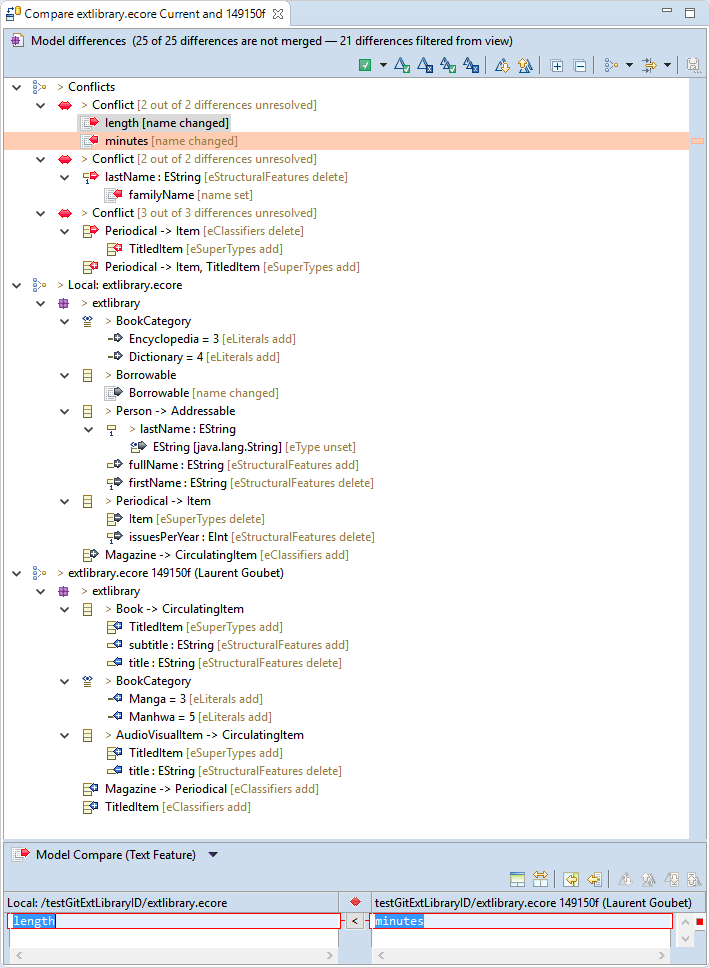 Compare extlibrary.ecore Current and 149150f
Model differences (25 of 25 differences are not merged — 21 differences filtered from view)
> Conflicts
> Conflict [2 out of 2 differences unresolved]
length [name changed]
minutes [name changed]
> Conflict [2 out of 2 differences unresolved]
lastName : EString [eStructuralFeatures delete]
familyName [name set]
> Conflict [3 out of 3 differences unresolved]
Periodical -> Item [eClassifiers delete]
TitledItem [eSuperTypes add]
Periodical -> Item, TitledItem [eSuperTypes add]
> Local: extlibrary.ecore
> extlibrary
> BookCategory
Encyclopedia = 3 [eLiterals add]
Dictionary = 4 [eLiterals add]
> Borrowable
Borrowable [name changed]
> Person -> Addressable
> lastName : EString
EString [java.lang.String] [eType unset]
fullName : EString [eStructuralFeatures add]
firstName : EString [eStructuralFeatures delete]
> Periodical -> Item
Item [eSuperTypes delete]
issuesPerYear : EInt [eStructuralFeatures delete]
Magazine -> CirculatingItem [eClassifiers add]
> extlibrary.ecore 149150f (Laurent Goubet)
> extlibrary
> Book -> CirculatingItem
TitledItem [eSuperTypes add]
subtitle : EString [eStructuralFeatures add]
title : EString [eStructuralFeatures delete]
> BookCategory
Manga = 3 [eLiterals add]
Manhwa = 5 [eLiterals add]
> AudioVisualItem -> CirculatingItem
TitledItem [eSuperTypes add]
title : EString [eStructuralFeatures delete]
Magazine -> Periodical [eClassifiers add]
TitledItem [eClassifiers add]
Model Compare (Text Feature)
Local: /testGitExtLibraryID/extlibrary.ecore
testGitExtLibraryID/extlibrary.ecore 149150f (Laurent Goubet)
length
<
minutes